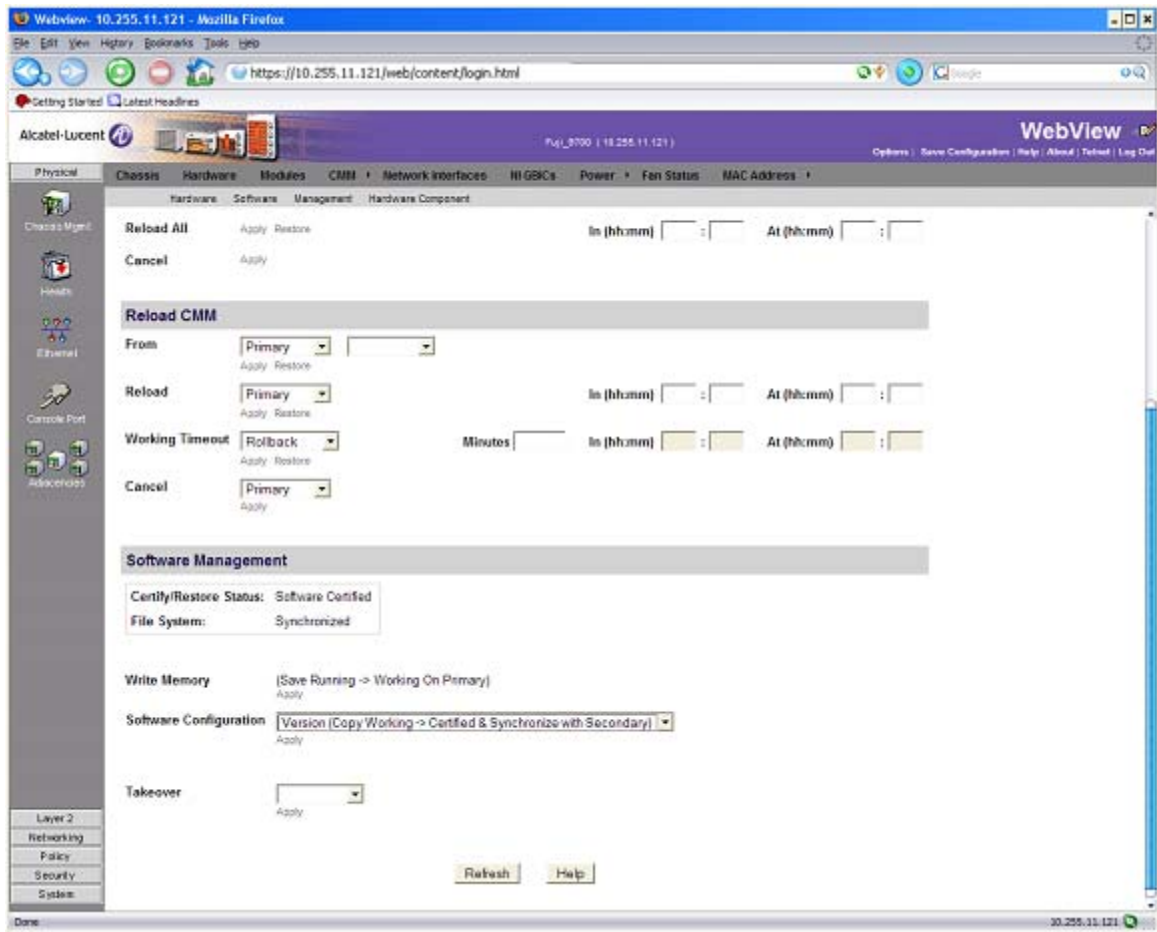 Webview- 10.255.11.121 - Mozilla Firefox
File Edit View History Bookmarks Tools Help
https://10.255.11.121/web/content/login.html
Google
Getting Started Latest Headlines
Alcatel-Lucent
Fuji_9700 ( 10.255.11.121 )
WebView
Options | Save Configuration | Help | About | Telnet | Log Out
Physical
Chassis Hardware Modules CMM Network Interfaces NI GBICs Power Fan Status MAC Address
Hardware Software Management Hardware Component
Chassis Mgmt
Health
Ethernet
Console Port
Adjacencies
Reload All Apply Restore In (hh:mm) : At (hh:mm) :
Cancel Apply
Reload CMM
From Primary
Apply Restore
Reload Primary In (hh:mm) : At (hh:mm) :
Apply Restore
Working Timeout Rollback Minutes In (hh:mm) : At (hh:mm) :
Apply Restore
Cancel Primary
Apply
Software Management
Certify/Restore Status: Software Certified
File System: Synchronized
Write Memory (Save Running -> Working On Primary)
Apply
Software Configuration Version (Copy Working -> Certified & Synchronize with Secondary)
Apply
Takeover
Apply
Layer 2
Networking
Policy
Security
System
Refresh Help
Done 10.255.11.121